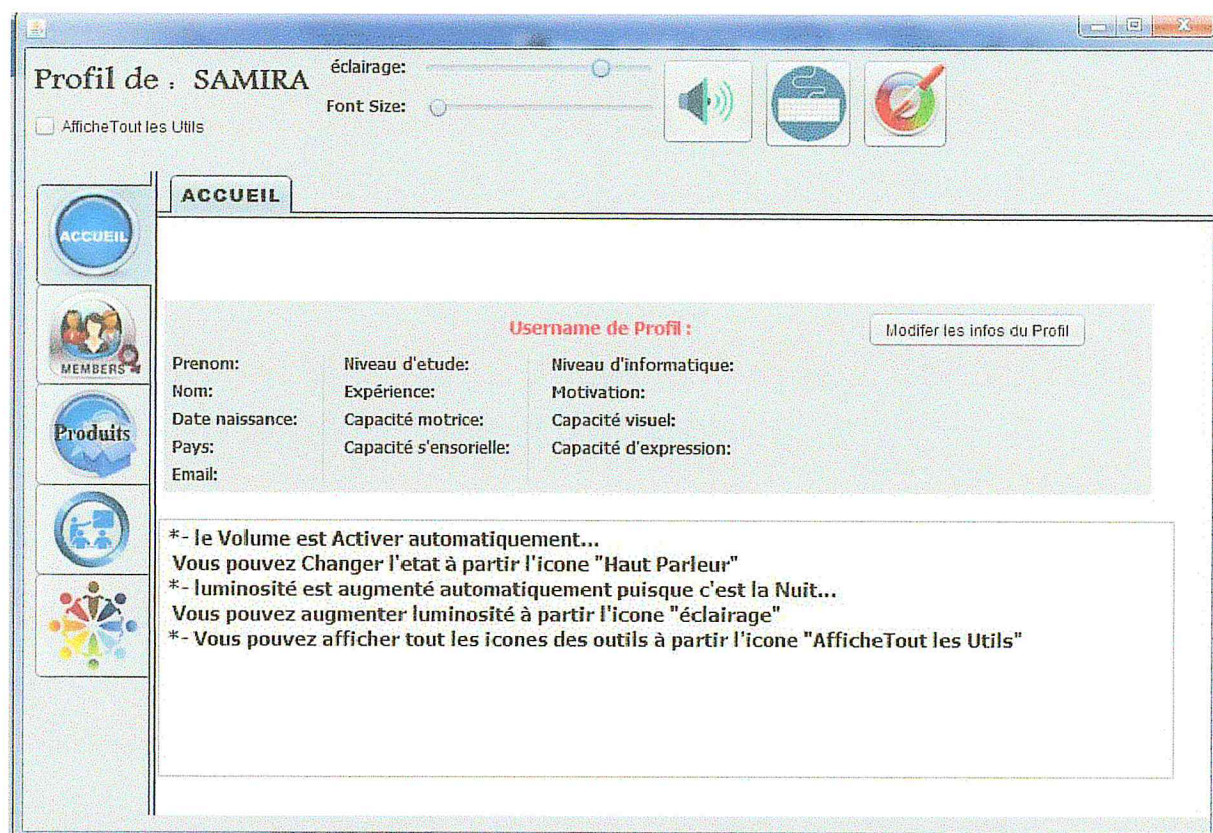 Profil de : SAMIRA
éclairage:
Font Size:
AfficheTout les Utils
ACCUEIL
ACCUEIL
MEMBERS
Produits
Username de Profil :
Modifer les infos du Profil
Prenom: Niveau d'etude: Niveau d'informatique:
Nom: Expérience: Motivation:
Date naissance: Capacité motrice: Capacité visuel:
Pays: Capacité s'ensorielle: Capacité d'expression:
Email:
*- le Volume est Activer automatiquement...
Vous pouvez Changer l'etat à partir l'icone "Haut Parleur"
*- luminosité est augmenté automatiquement puisque c'est la Nuit...
Vous pouvez augmenter luminosité à partir l'icone "éclairage"
*- Vous pouvez afficher tout les icones des outils à partir l'icone "AfficheTout les Utils"